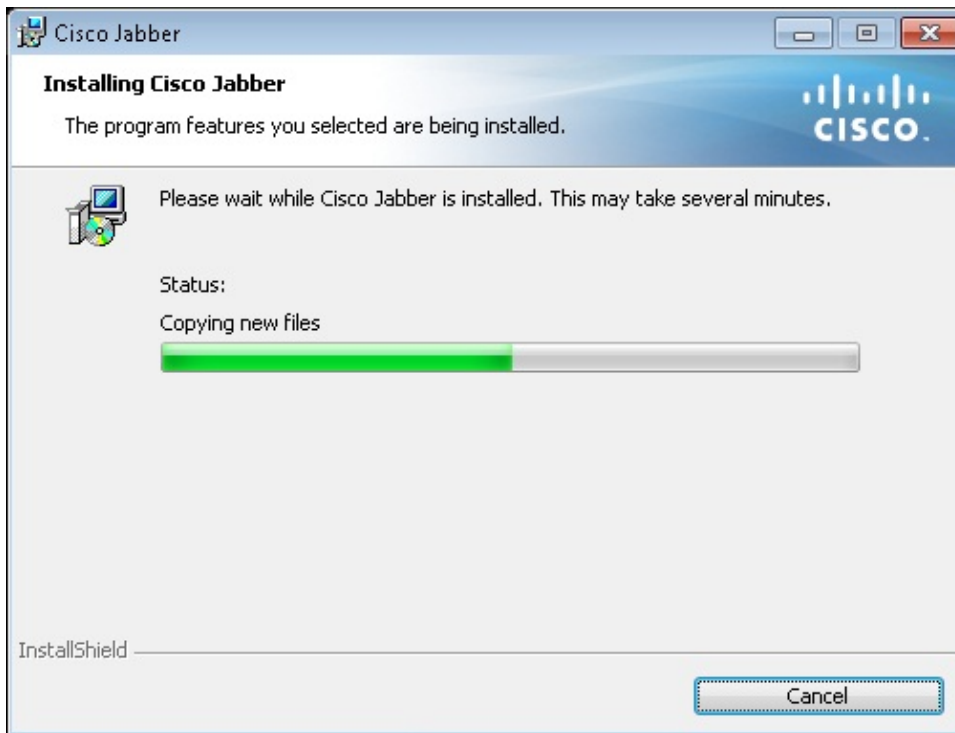 Cisco Jabber
Installing Cisco Jabber
The program features you selected are being installed.
CISCO.
Please wait while Cisco Jabber is installed. This may take several minutes.
Status:
Copying new files
InstallShield
Cancel